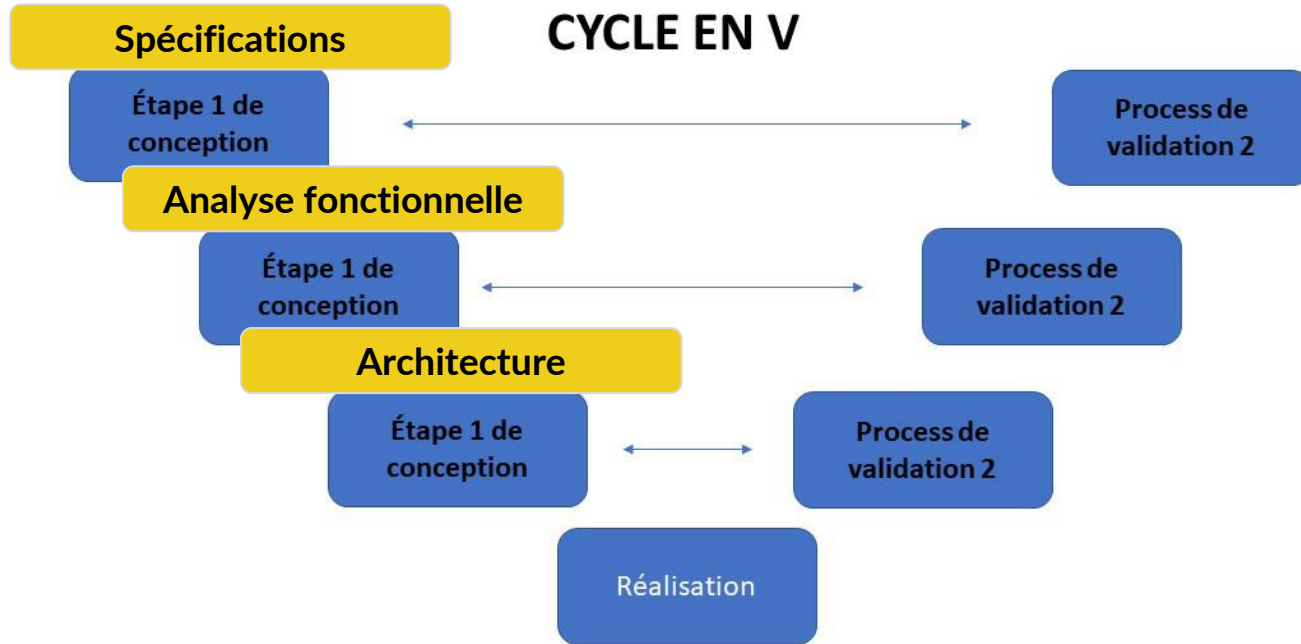 CYCLE EN V
Spécifications
Étape 1 de
conception
Process de
validation 2
Analyse fonctionnelle
Étape 1 de
conception
Process de
validation 2
Architecture
Étape 1 de
conception
Process de
validation 2
Réalisation